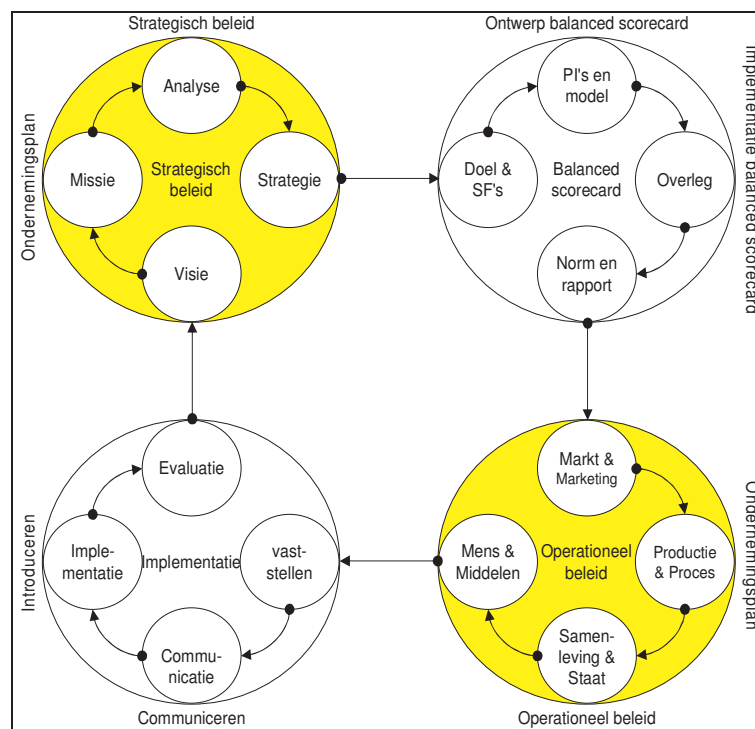 Strategisch beleid
Ontwerp balanced scorecard
Ondernemingsplan
Analyse
Missie
Strategisch
beleid
Strategie
Visie
PI's en
model
Doel &
SF's
Balanced
scorecard
Overleg
Norm en
rapport
Implementatie balanced scorecard
Introduceren
Evaluatie
Imple-
mentatie
Implementatie
vast-
stellen
Commu-
nicatie
Markt &
Marketing
Mens &
Middelen
Operationeel
beleid
Productie
& Proces
Samen-
leving &
Staat
Ondernemingsplan
Communiceren
Operationeel beleid